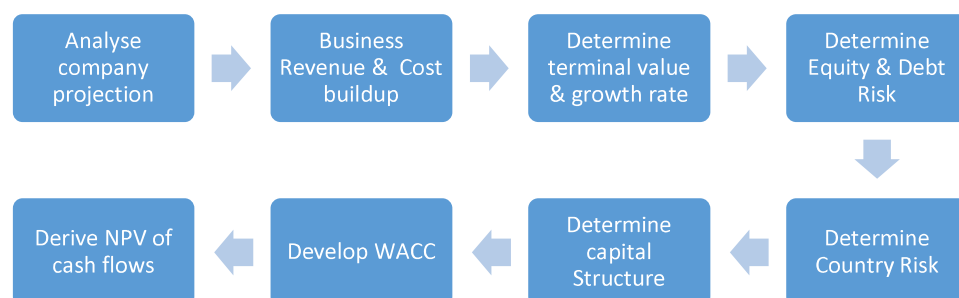 Analyse
company
projection
Business
Revenue & Cost
buildup
Determine
terminal value
& growth rate
Determine
Equity & Debt
Risk
Determine
Country Risk
Determine
capital
Structure
Develop WACC
Derive NPV of
cash flows